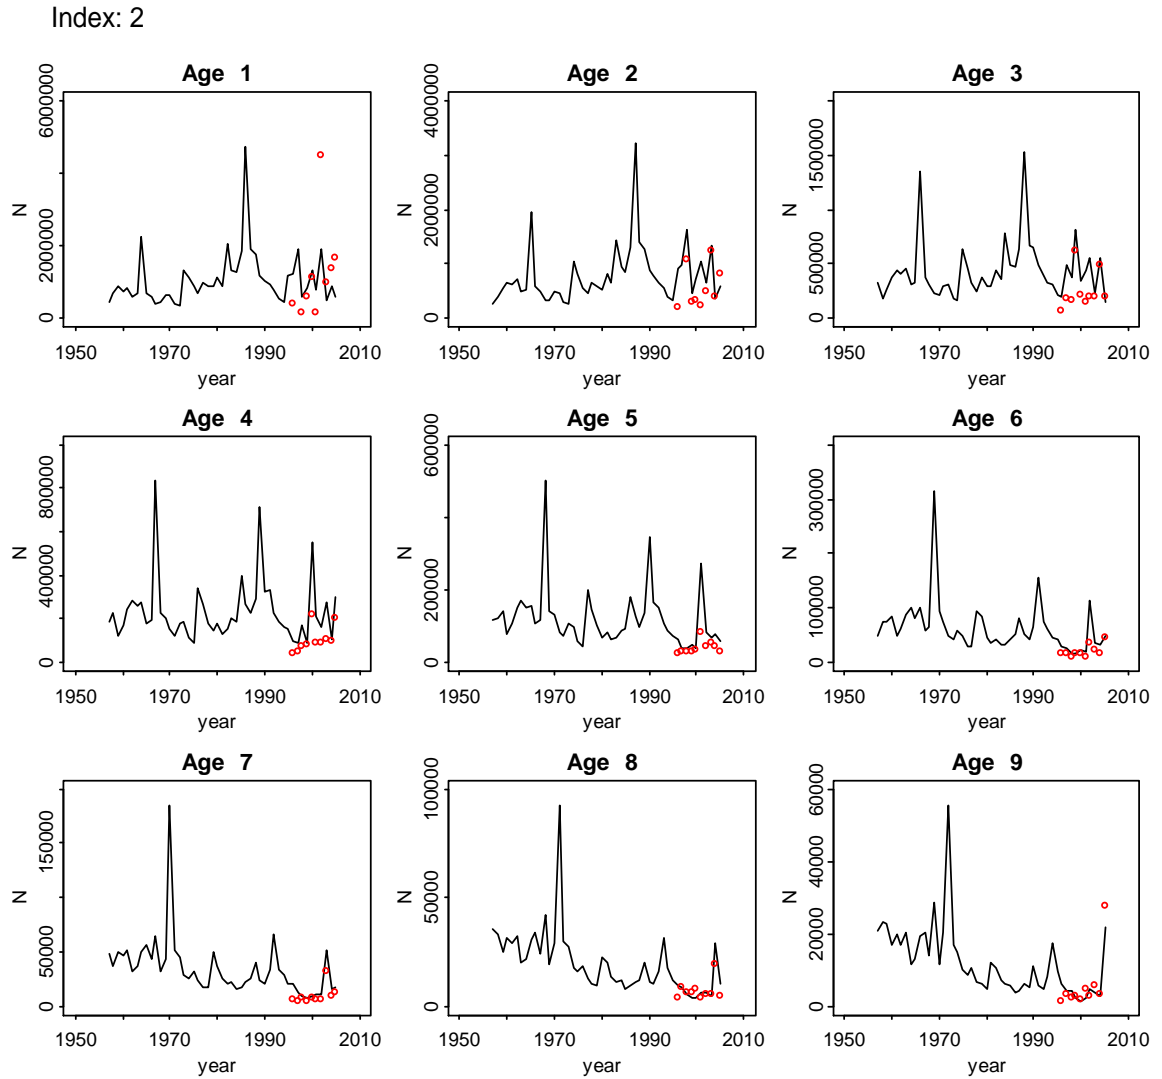 Index: 2
Age 1
Age 2
Age 3
N
0 2000000 6000000
1950 1970 1990 2010
year
N
0 2000000 4000000
1950 1970 1990 2010
year
N
0 500000 1500000
1950 1970 1990 2010
year
Age 4
Age 5
Age 6
N
0 400000 800000
1950 1970 1990 2010
year
N
0 200000 600000
1950 1970 1990 2010
year
N
0 100000 300000
1950 1970 1990 2010
year
Age 7
Age 8
Age 9
N
0 50000 150000
1950 1970 1990 2010
year
N
0 50000 100000
1950 1970 1990 2010
year
N
0 20000 40000 60000
1950 1970 1990 2010
year